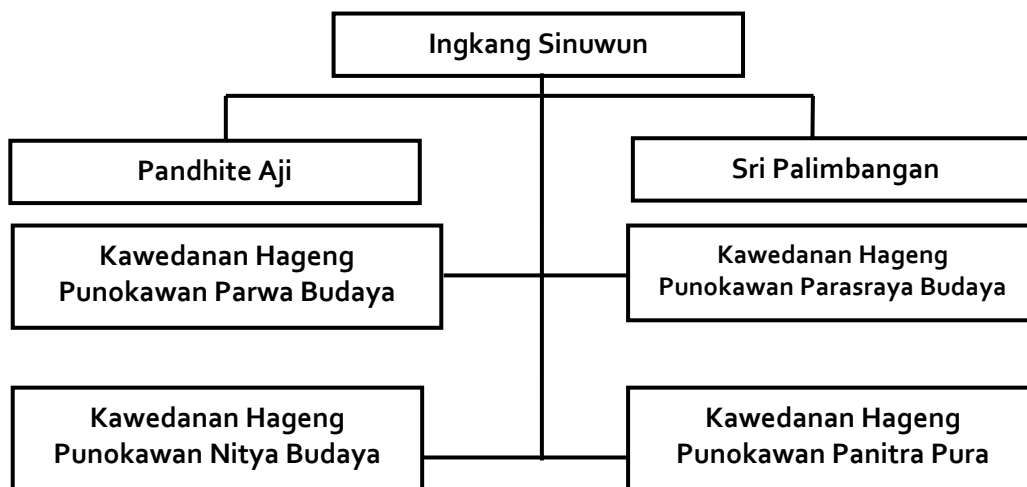 Ingkang Sinuwun
Pandhite Aji
Sri Palimbangan
Kawedanan Hageng
Punokawan Parwa Budaya
Kawedanan Hageng
Punokawan Parasraya Budaya
Kawedanan Hageng
Punokawan Nitya Budaya
Kawedanan Hageng
Punokawan Panitra Pura